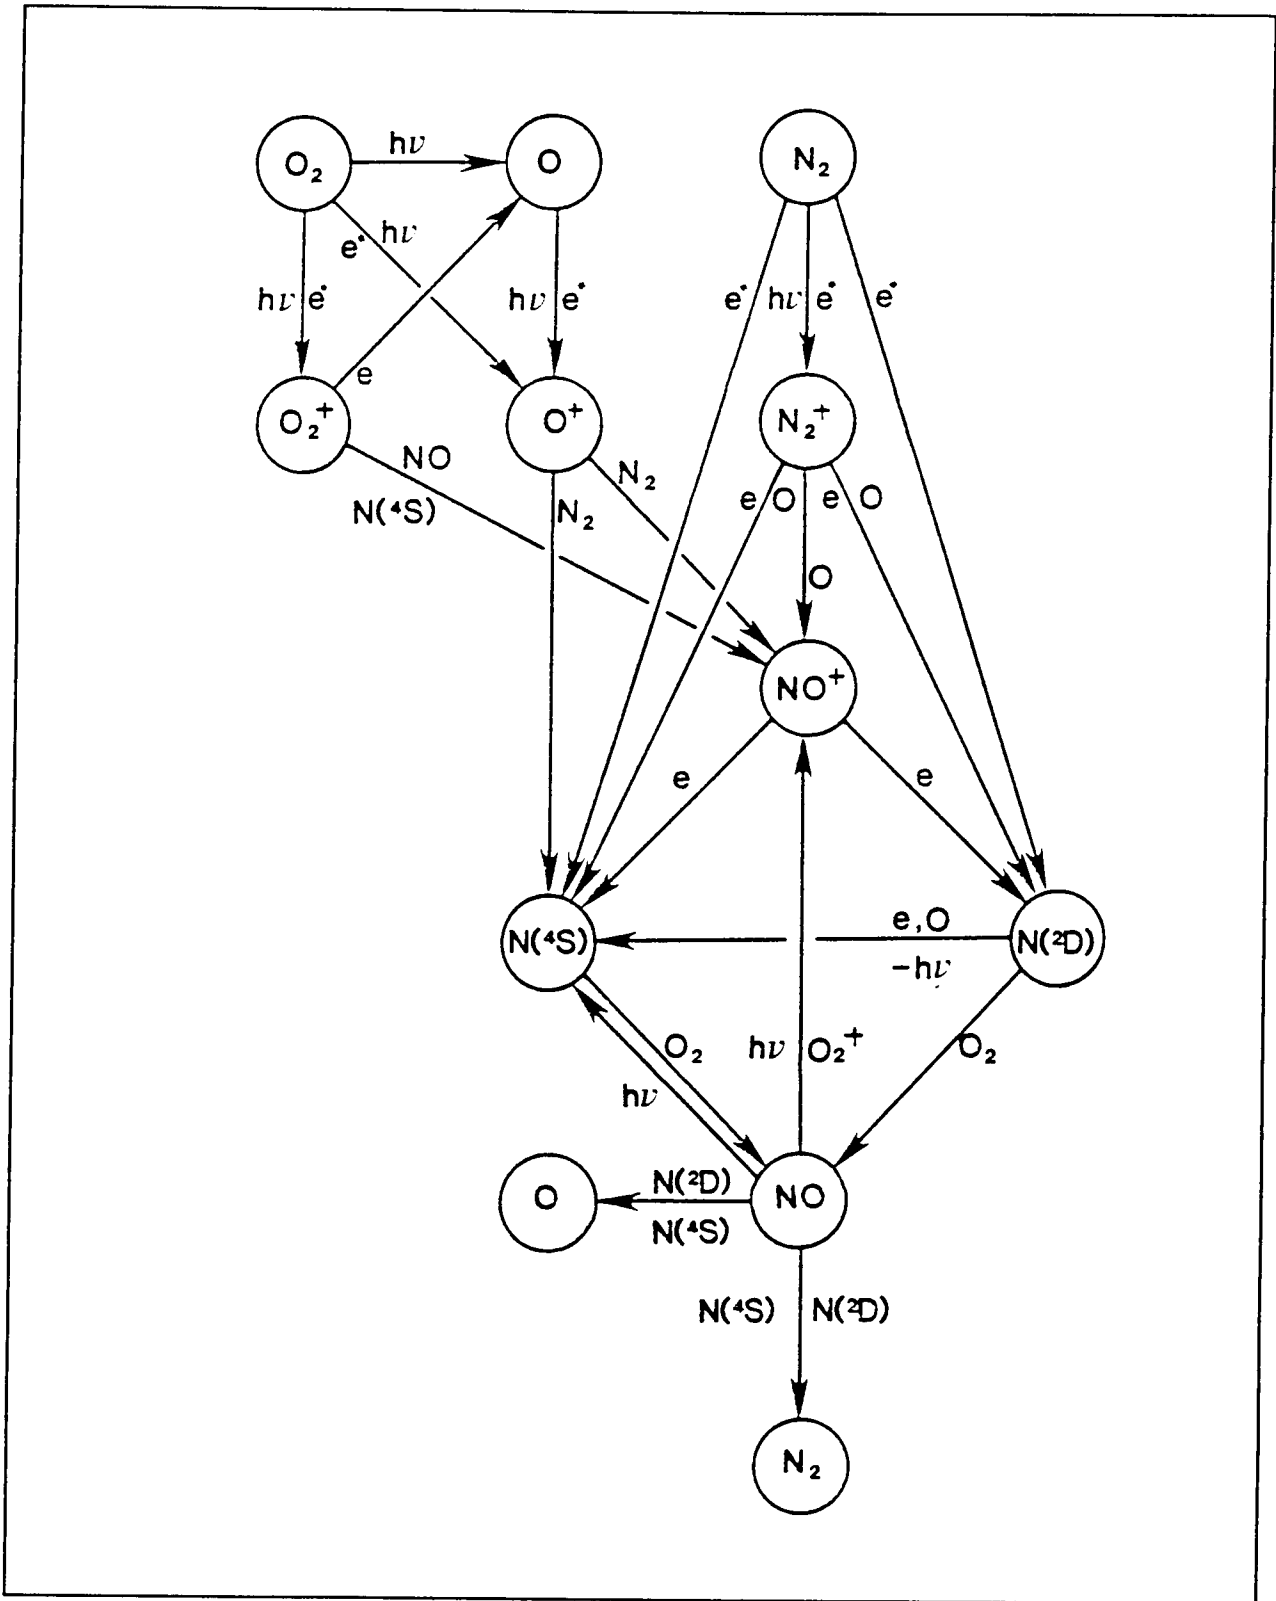 hν
O₂ O N₂
e* hν
hν e* hν e* e* hν e* e*
e
O₂⁺ O⁺ N₂⁺
NO N₂
N(⁴S) N₂ e O e O
O
NO⁺
e e
e,O
N(⁴S) N(²D)
-hν
O₂ hν O₂⁺ O₂
hν
N(²D)
O NO
N(⁴S)
N(⁴S) N(²D)
N₂